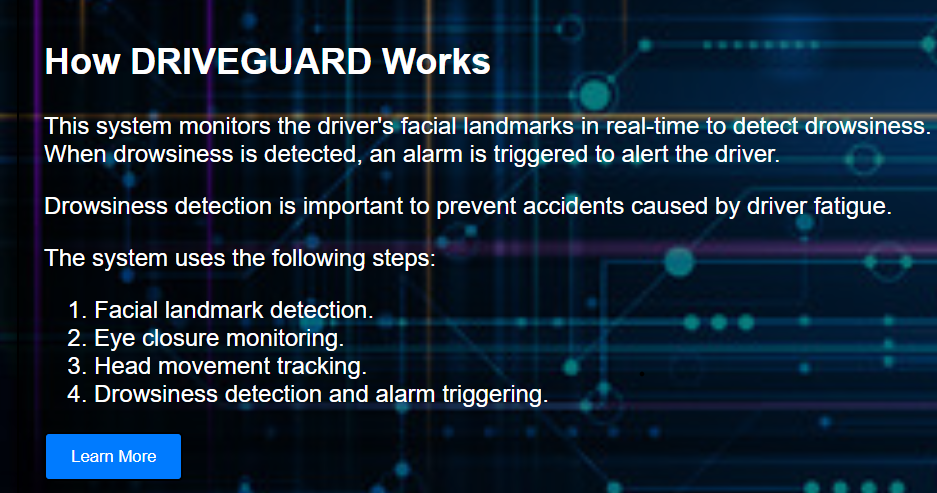 How DRIVEGUARD Works
This system monitors the driver's facial landmarks in real-time to detect drowsiness.
When drowsiness is detected, an alarm is triggered to alert the driver.
Drowsiness detection is important to prevent accidents caused by driver fatigue.
The system uses the following steps:
1. Facial landmark detection.
2. Eye closure monitoring.
3. Head movement tracking.
4. Drowsiness detection and alarm triggering.
Learn More